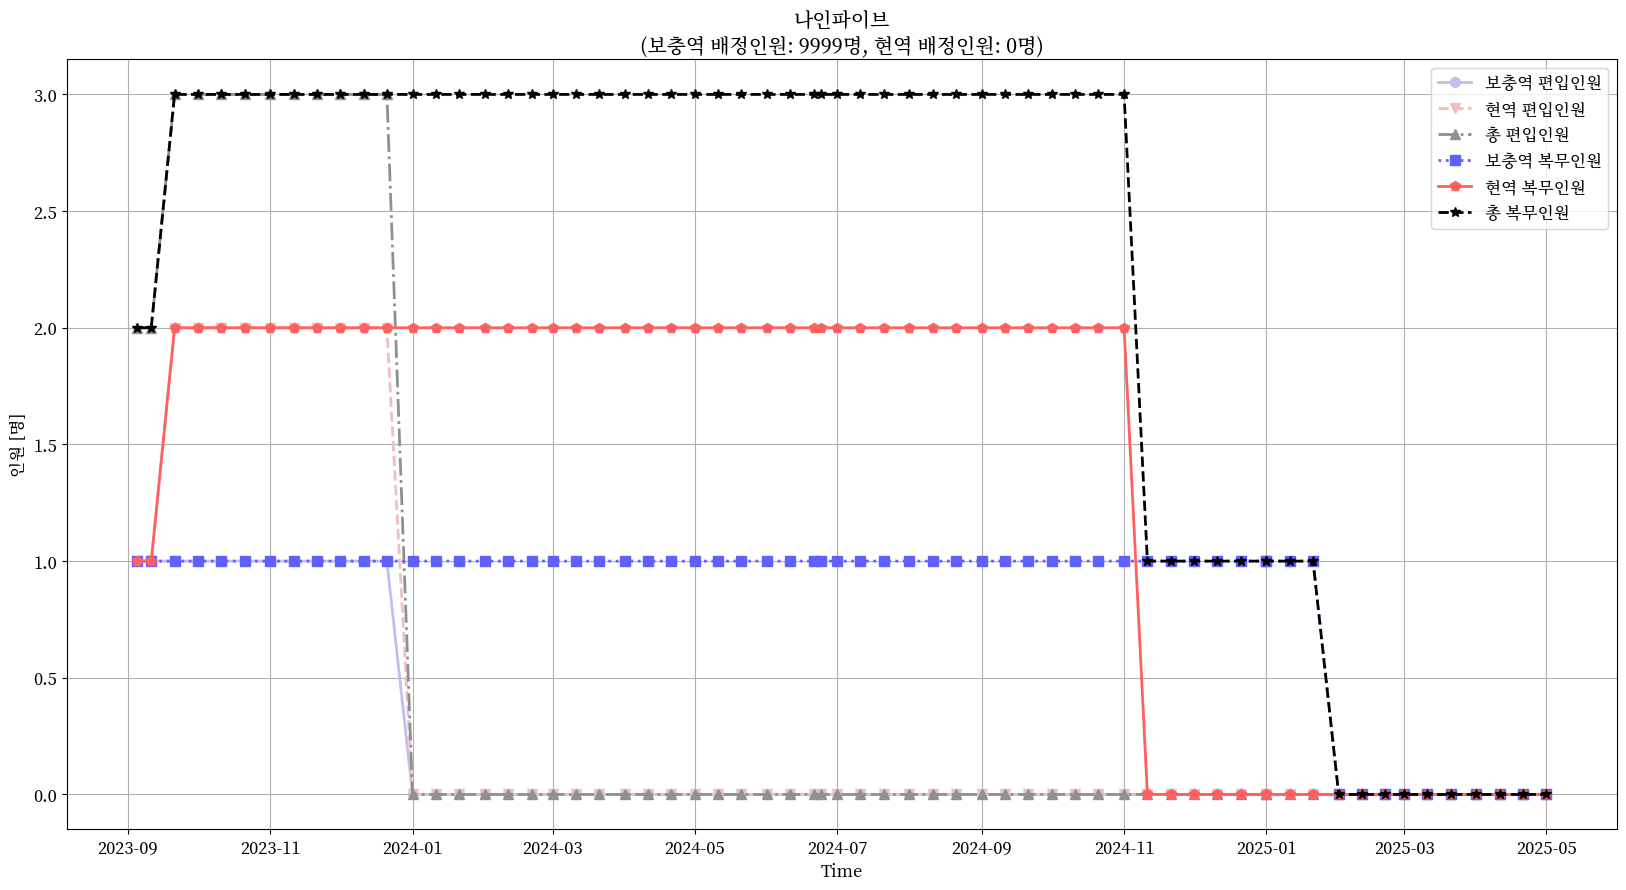 나인파이브
(보충역 배정인원: 9999명, 현역 배정인원: 0명)
보충역 편입인원
현역 편입인원
총 편입인원
보충역 복무인원
현역 복무인원
총 복무인원
인원 [명]
3.0
2.5
2.0
1.5
1.0
0.5
0.0
2023-09 2023-11 2024-01 2024-03 2024-05 2024-07 2024-09 2024-11 2025-01 2025-03 2025-05
Time